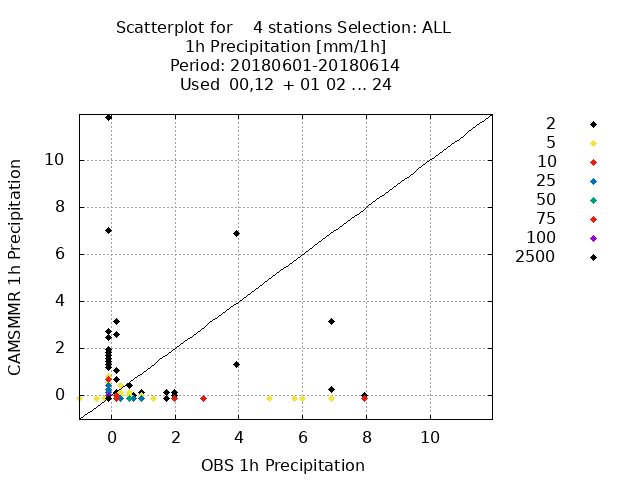 Scatterplot for    4 stations Selection: ALL
1h Precipitation [mm/1h]
Period: 20180601-20180614
Used  00,12  + 01 02 ... 24
CAMSMMR 1h Precipitation
10
8
6
4
2
0
0 2 4 6 8 10
OBS 1h Precipitation
2
5
10
25
50
75
100
2500